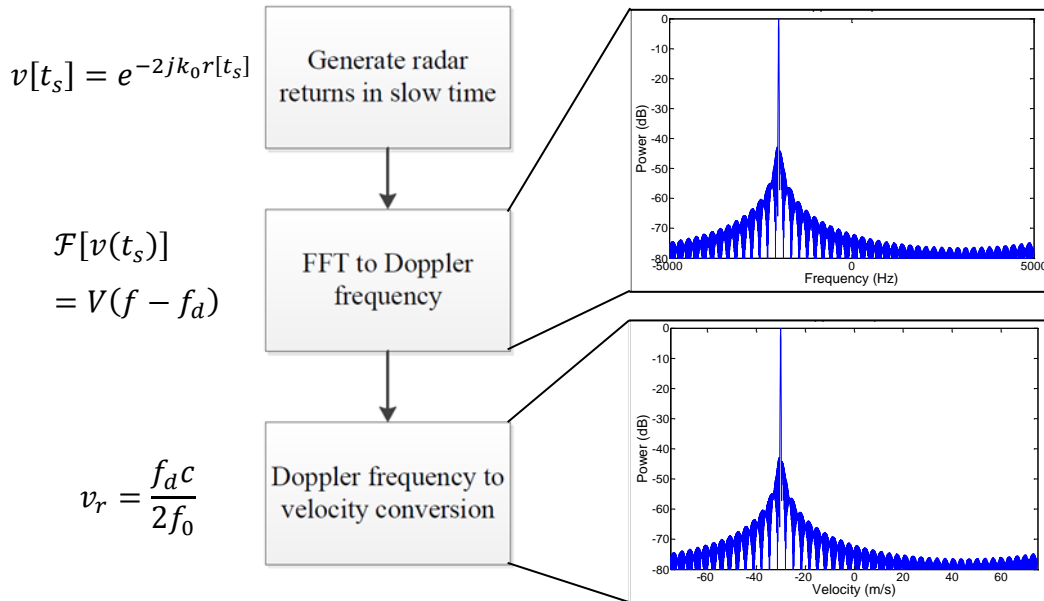 v[t_s] = e^{-2jk_0r[t_s]}
Generate radar
returns in slow time
ℱ[v(t_s)]
= V(f − f_d)
FFT to Doppler
frequency
v_r = \frac{f_d c}{2f_0}
Doppler frequency to
velocity conversion
Power (dB)
0
-10
-20
-30
-40
-50
-60
-70
-80
-5000 0 5000
Frequency (Hz)
Power (dB)
0
-10
-20
-30
-40
-50
-60
-70
-80
-60 -40 -20 0 20 40 60
Velocity (m/s)